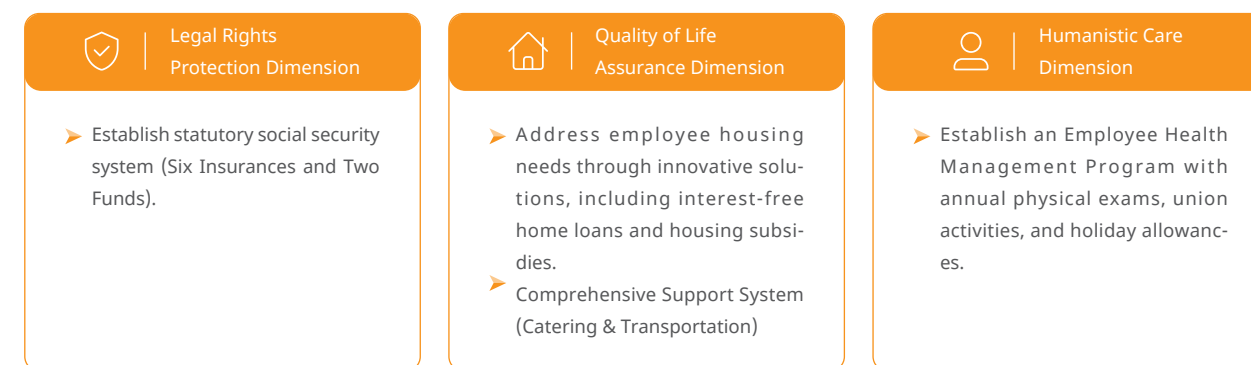 Legal Rights
Protection Dimension
Establish statutory social security
system (Six Insurances and Two
Funds).
Quality of Life
Assurance Dimension
Address employee housing
needs through innovative solu-
tions, including interest-free
home loans and housing subsi-
dies.
Comprehensive Support System
(Catering & Transportation)
Humanistic Care
Dimension
Establish an Employee Health
Management Program with
annual physical exams, union
activities, and holiday allowanc-
es.